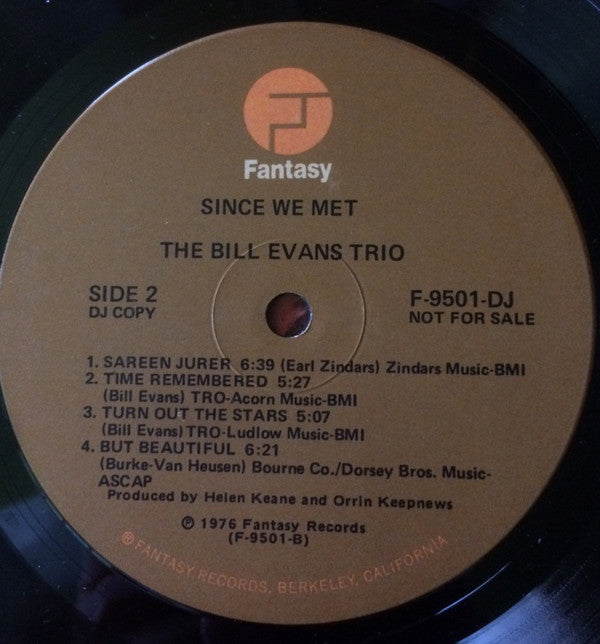 Fantasy
SINCE WE MET
THE BILL EVANS TRIO
SIDE 2
DJ COPY
F-9501-DJ
NOT FOR SALE
1. SAREEN JURER 6:39 (Earl Zindars) Zindars Music-BMI
2. TIME REMEMBERED 5:27
(Bill Evans) TRO-Acorn Music-BMI
3. TURN OUT THE STARS 5:07
(Bill Evans) TRO-Ludlow Music-BMI
4. BUT BEAUTIFUL 6:21
(Burke-Van Heusen) Bourne Co./Dorsey Bros. Music-
ASCAP
Produced by Helen Keane and Orrin Keepnews
℗ 1976 Fantasy Records
(F-9501-B)
® FANTASY RECORDS, BERKELEY, CALIFORNIA